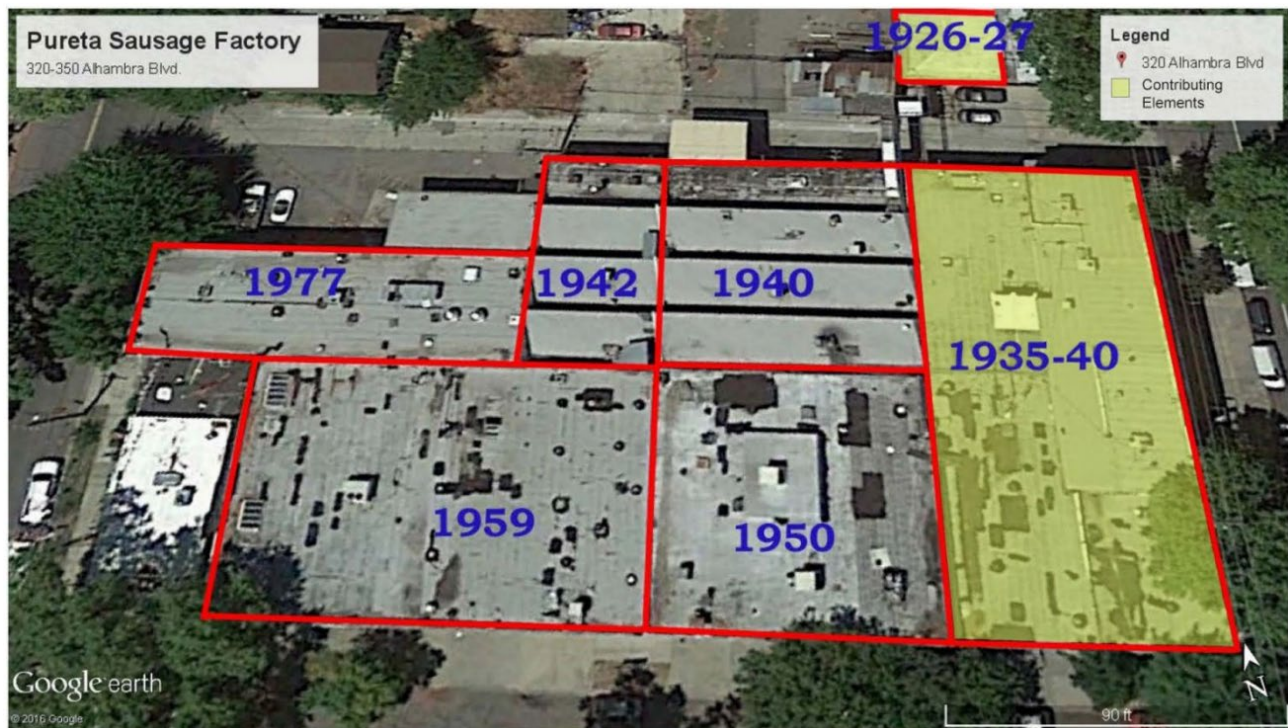 Pureta Sausage Factory
320-350 Alhambra Blvd.
1926-27
Legend
320 Alhambra Blvd
Contributing
Elements
1977
1942
1940
1935-40
1959
1950
Google earth
© 2016 Google
N
90 ft